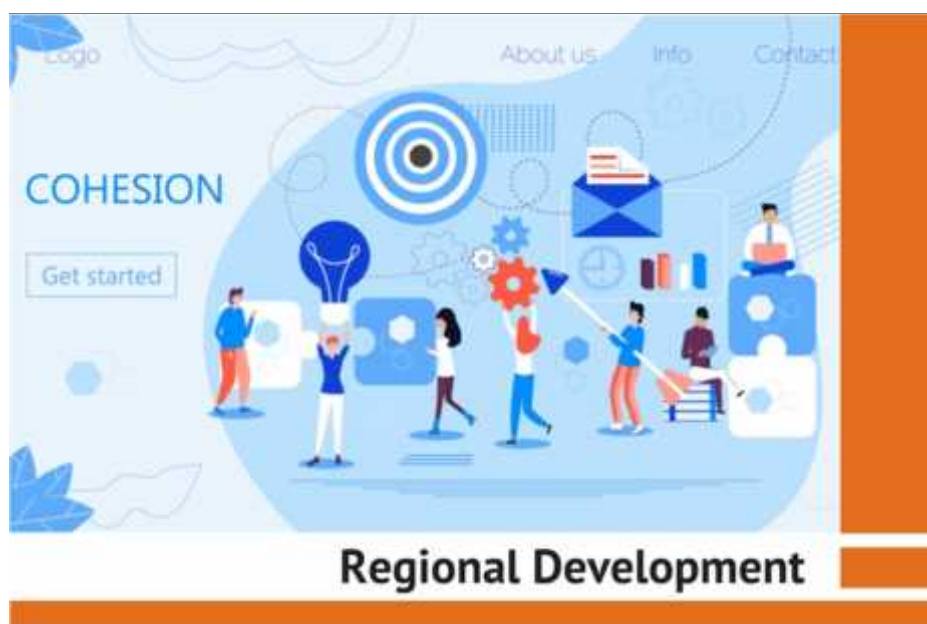 Logo About us Info Contact
COHESION
Get started
Regional Development